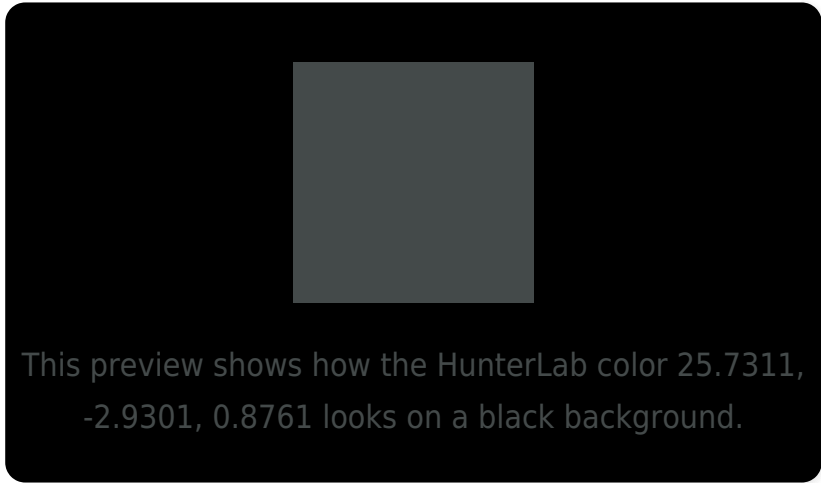 This preview shows how the HunterLab color 25.7311,
-2.9301, 0.8761 looks on a black background.